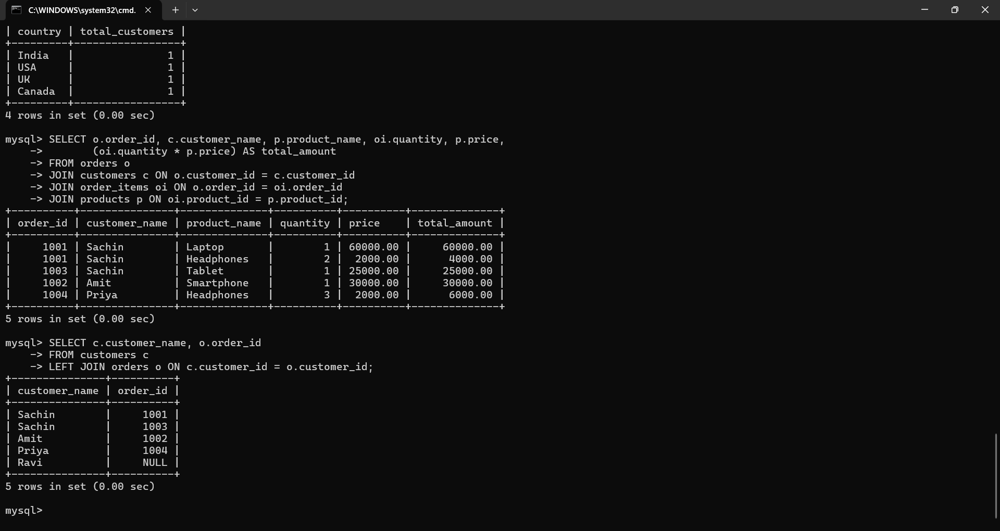 C:\WINDOWS\system32\cmd.
| country | total_customers |
+---------+-----------------+
| India   |               1 |
| USA     |               1 |
| UK      |               1 |
| Canada  |               1 |
+---------+-----------------+
4 rows in set (0.00 sec)
mysql> SELECT o.order_id, c.customer_name, p.product_name, oi.quantity, p.price,
    ->        (oi.quantity * p.price) AS total_amount
    -> FROM orders o
    -> JOIN customers c ON o.customer_id = c.customer_id
    -> JOIN order_items oi ON o.order_id = oi.order_id
    -> JOIN products p ON oi.product_id = p.product_id;
+----------+---------------+--------------+----------+----------+--------------+
| order_id | customer_name | product_name | quantity | price    | total_amount |
+----------+---------------+--------------+----------+----------+--------------+
|     1001 | Sachin        | Laptop       |        1 | 60000.00 |     60000.00 |
|     1001 | Sachin        | Headphones   |        2 |  2000.00 |      4000.00 |
|     1003 | Sachin        | Tablet       |        1 | 25000.00 |     25000.00 |
|     1002 | Amit          | Smartphone   |        1 | 30000.00 |     30000.00 |
|     1004 | Priya         | Headphones   |        3 |  2000.00 |      6000.00 |
+----------+---------------+--------------+----------+----------+--------------+
5 rows in set (0.00 sec)
mysql> SELECT c.customer_name, o.order_id
    -> FROM customers c
    -> LEFT JOIN orders o ON c.customer_id = o.customer_id;
+---------------+----------+
| customer_name | order_id |
+---------------+----------+
| Sachin        |     1001 |
| Sachin        |     1003 |
| Amit          |     1002 |
| Priya         |     1004 |
| Ravi          |     NULL |
+---------------+----------+
5 rows in set (0.00 sec)
mysql>